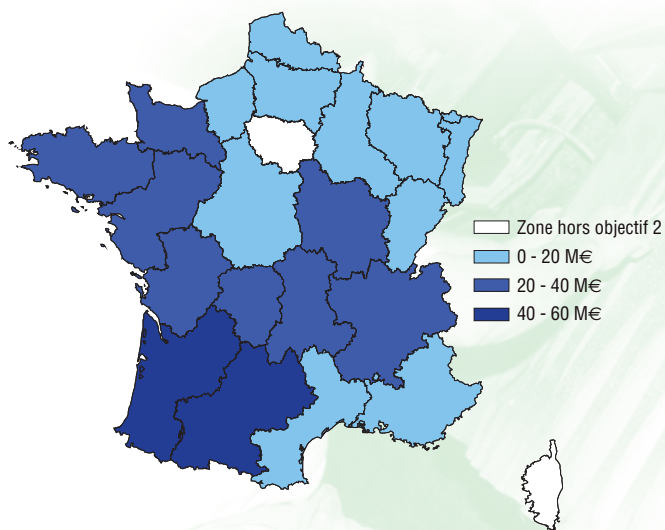 Zone hors objectif 2
0 - 20 M€
20 - 40 M€
40 - 60 M€